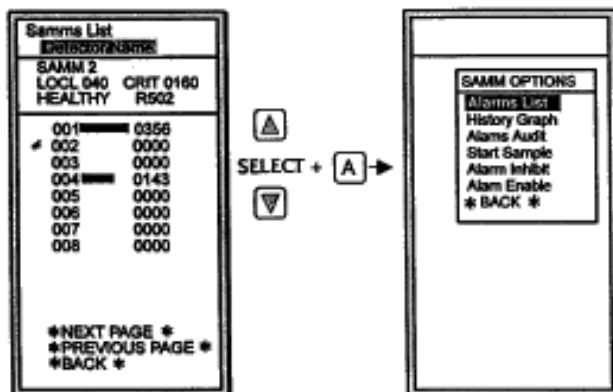 Samms List
DetectorName
SAMM 2
LOCL 040 CRIT 0160
HEALTHY R502
001 0356
002 0000
003 0000
004 0143
005 0000
006 0000
007 0000
008 0000
*NEXT PAGE *
*PREVIOUS PAGE *
*BACK *
SELECT + A
SAMM OPTIONS
Alarms List
History Graph
Alams Audit
Start Sample
Alarm Inhibit
Alam Enable
* BACK *